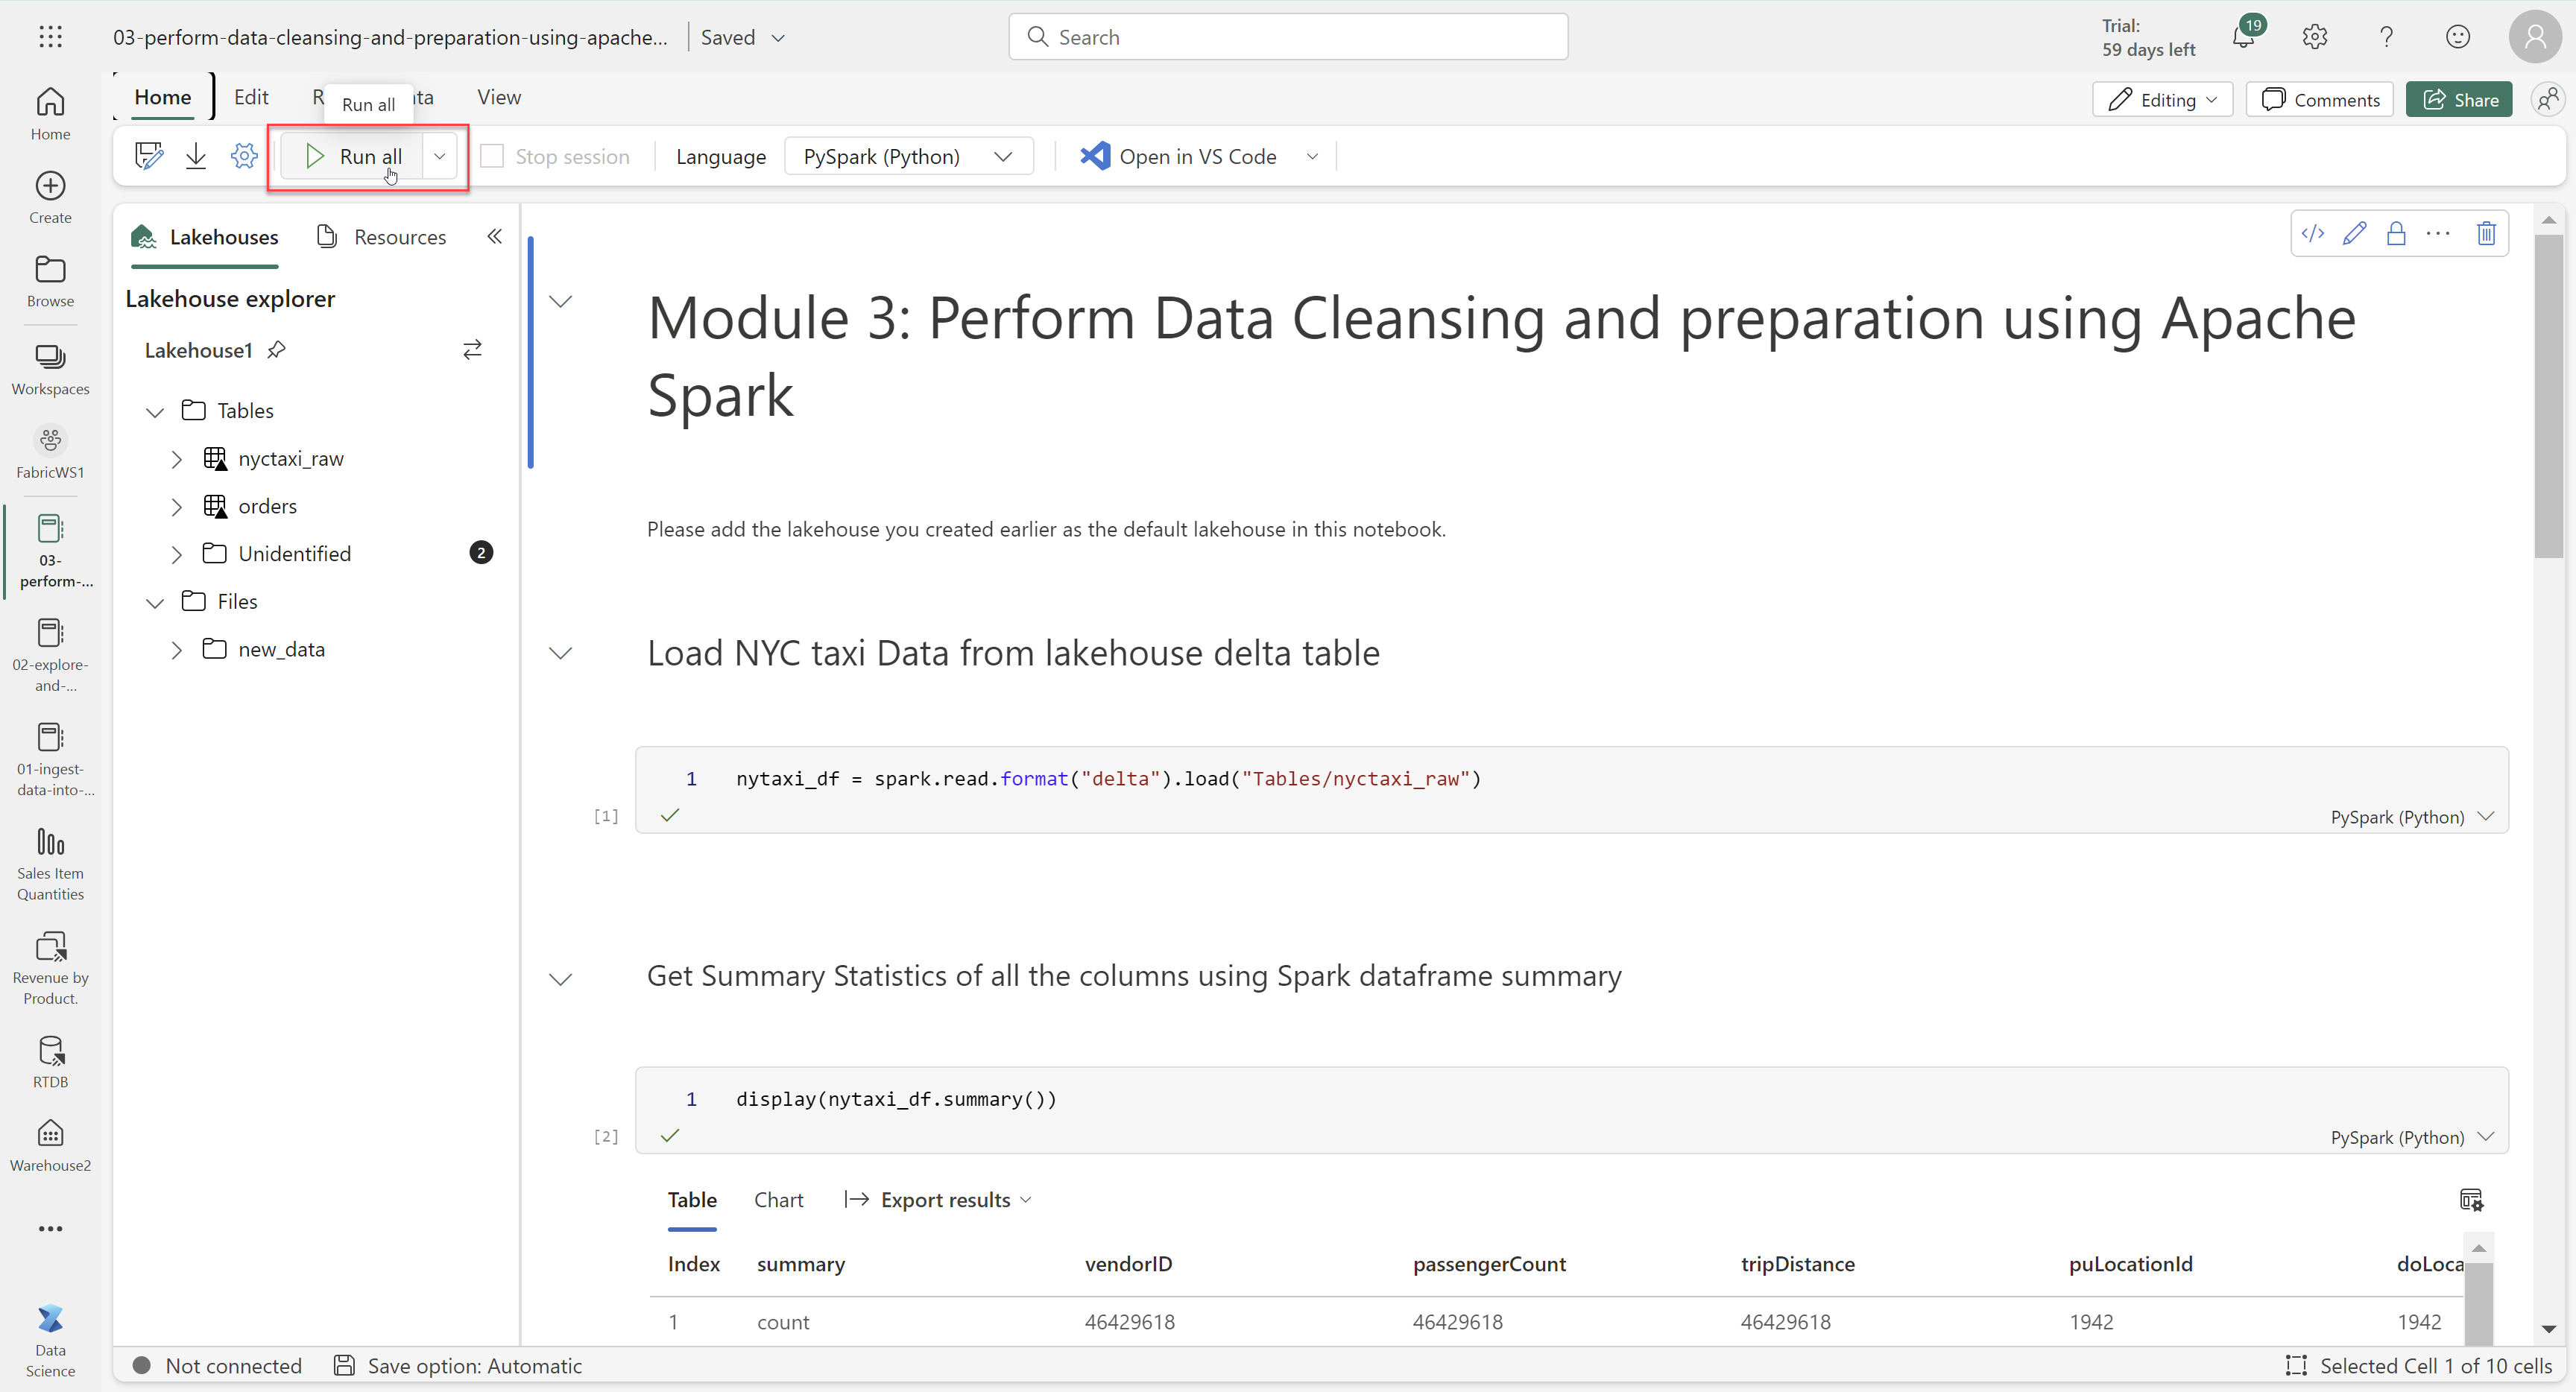 03-perform-data-cleansing-and-preparation-using-apache...
Saved
Search
Trial:
59 days left
19
Home
Edit
R
Run all
ta
View
Editing
Comments
Share
Run all
Stop session
Language
PySpark (Python)
Open in VS Code
Home
Create
Browse
Workspaces
FabricWS1
03-
perform-...
02-explore-
and-...
01-ingest-
data-into-...
Sales Item
Quantities
Revenue by
Product.
RTDB
Warehouse2
Data
Science
Lakehouses
Resources
Lakehouse explorer
Lakehouse1
Tables
nyctaxi_raw
orders
Unidentified
2
Files
new_data
Module 3: Perform Data Cleansing and preparation using Apache
Spark
Please add the lakehouse you created earlier as the default lakehouse in this notebook.
Load NYC taxi Data from lakehouse delta table
1 nytaxi_df = spark.read.format("delta").load("Tables/nyctaxi_raw")
[1]
PySpark (Python)
Get Summary Statistics of all the columns using Spark dataframe summary
1 display(nytaxi_df.summary())
[2]
PySpark (Python)
Table Chart Export results
Index summary vendorID passengerCount tripDistance puLocationId doLoca
1 count 46429618 46429618 46429618 1942 1942
Not connected
Save option: Automatic
Selected Cell 1 of 10 cells